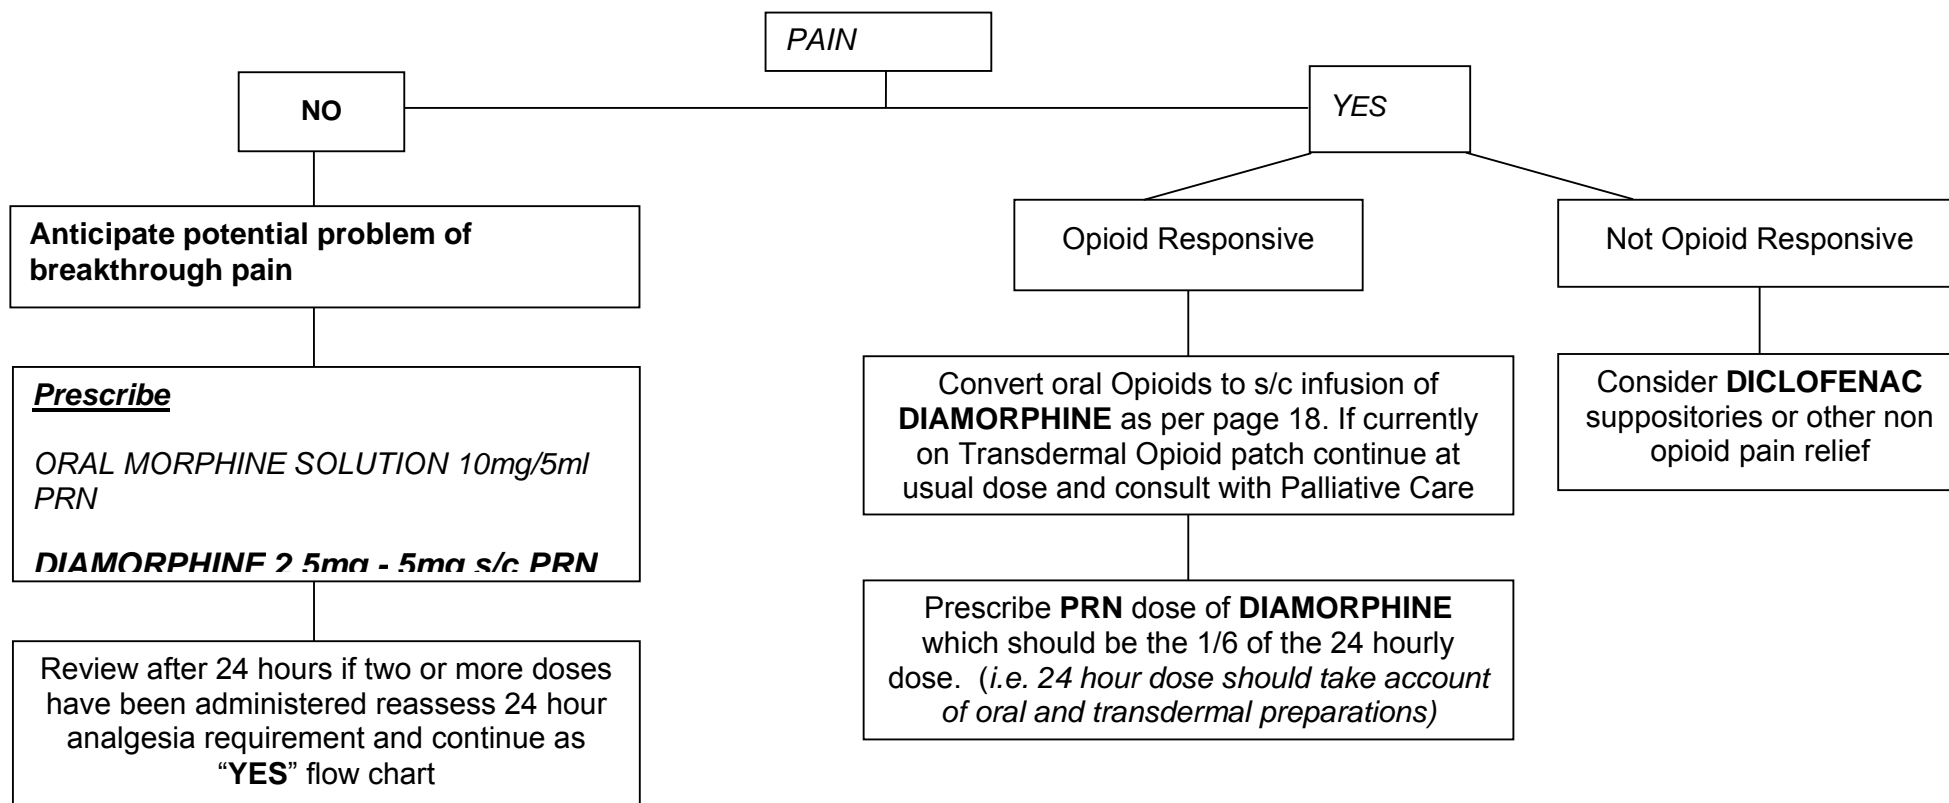 PAIN
NO
YES
Anticipate potential problem of
breakthrough pain
Prescribe
ORAL MORPHINE SOLUTION 10mg/5ml
PRN
DIAMORPHINE 2.5mg - 5mg s/c PRN
Review after 24 hours if two or more doses
have been administered reassess 24 hour
analgesia requirement and continue as
“YES” flow chart
Opioid Responsive
Convert oral Opioids to s/c infusion of
DIAMORPHINE as per page 18. If currently
on Transdermal Opioid patch continue at
usual dose and consult with Palliative Care
Prescribe PRN dose of DIAMORPHINE
which should be the 1/6 of the 24 hourly
dose. (i.e. 24 hour dose should take account
of oral and transdermal preparations)
Not Opioid Responsive
Consider DICLOFENAC
suppositories or other non
opioid pain relief